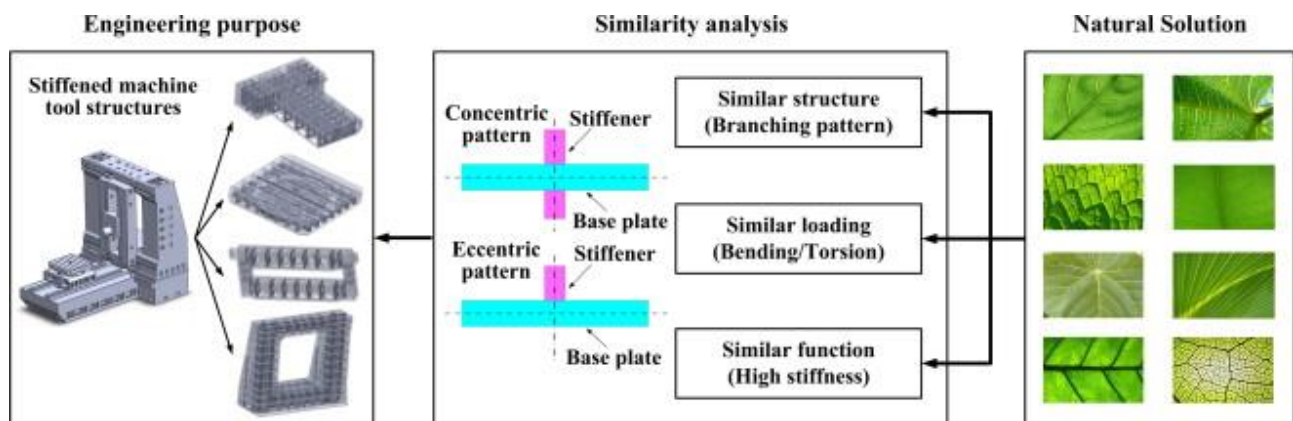 Engineering purpose
Similarity analysis
Natural Solution
Stiffened machine
tool structures
Concentric
pattern
Stiffener
Base plate
Eccentric
pattern
Stiffener
Base plate
Similar structure
(Branching pattern)
Similar loading
(Bending/Torsion)
Similar function
(High stiffness)